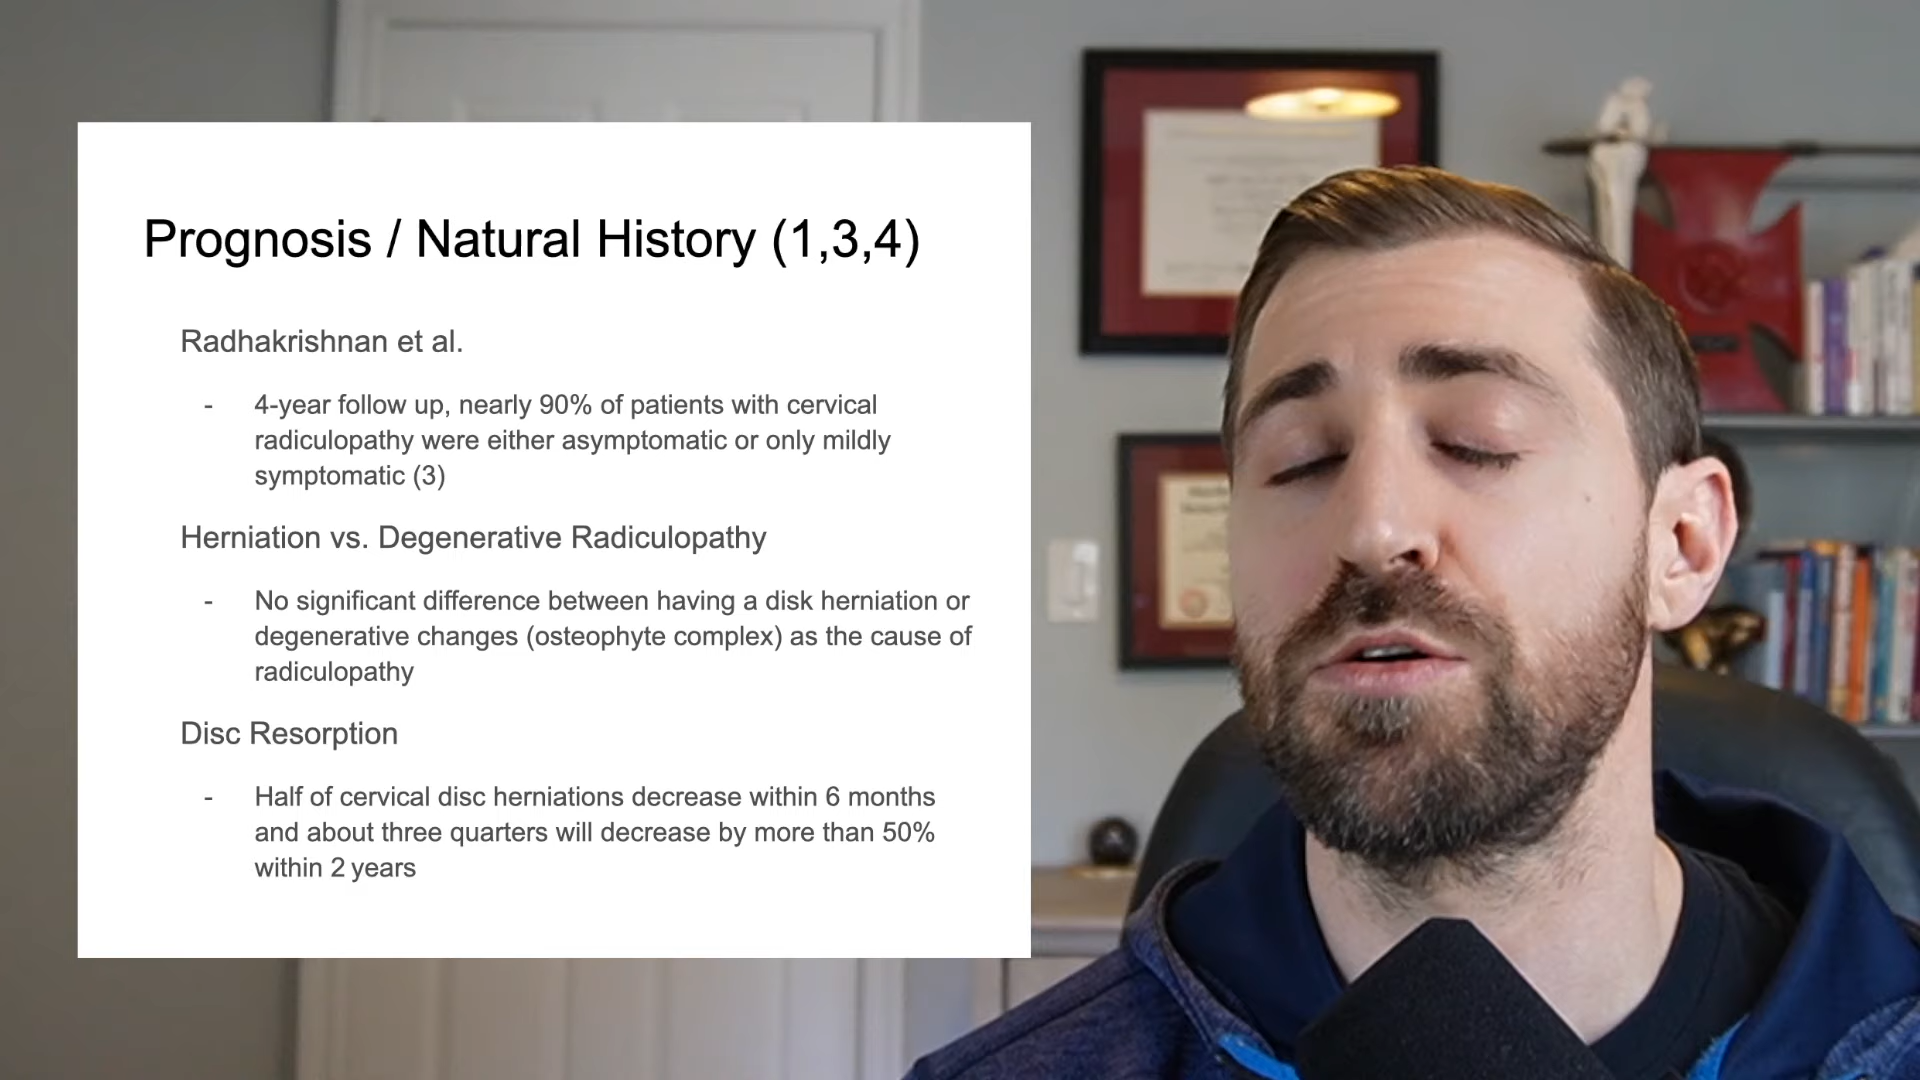 Prognosis / Natural History (1,3,4)
Radhakrishnan et al.
- 4-year follow up, nearly 90% of patients with cervical
radiculopathy were either asymptomatic or only mildly
symptomatic (3)
Herniation vs. Degenerative Radiculopathy
- No significant difference between having a disk herniation or
degenerative changes (osteophyte complex) as the cause of
radiculopathy
Disc Resorption
- Half of cervical disc herniations decrease within 6 months
and about three quarters will decrease by more than 50%
within 2 years